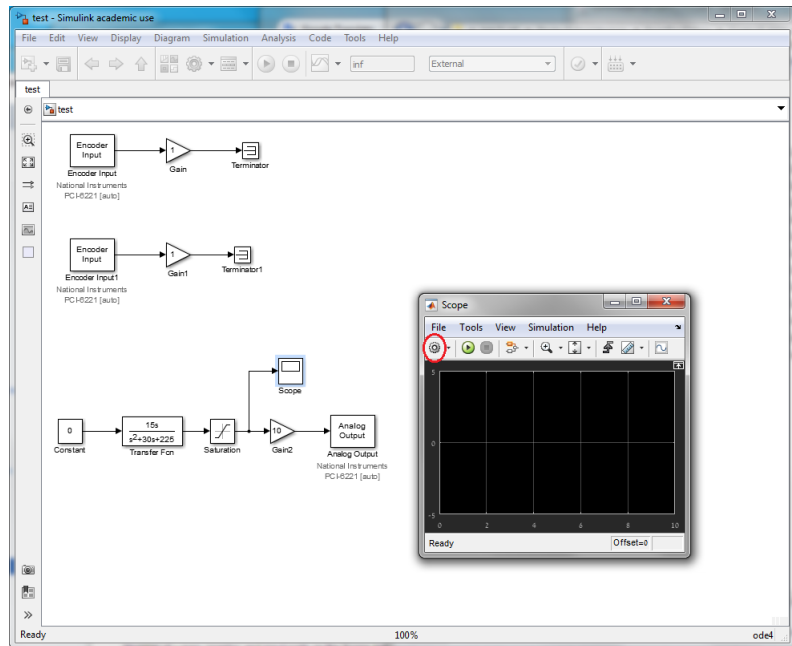 test - Simulink academic use
File Edit View Display Diagram Simulation Analysis Code Tools Help
inf External
test
test
Encoder
Input
Encoder Input
National Instruments
PCI-6221 [auto]
1
Gain
Terminator
Encoder
Input
Encoder Input1
National Instruments
PCI-6221 [auto]
1
Gain1
Terminator1
Scope
0
Constant
15s
s²+30s+225
Transfer Fcn
Saturation
10
Gain2
Analog
Output
Analog Output
National Instruments
PCI-6221 [auto]
Scope
File Tools View Simulation Help
5
0
-5
0 2 4 6 8 10
Ready Offset=0
Ready 100% ode4